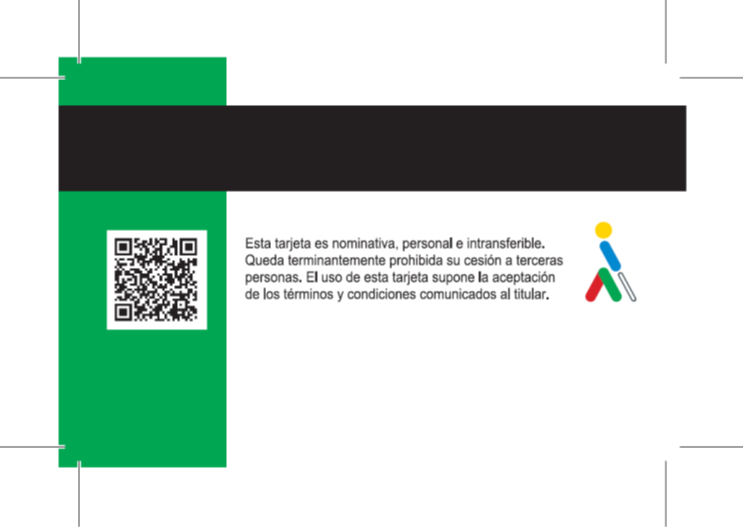 Esta tarjeta es nominativa, personal e intransferible.
Queda terminantemente prohibida su cesión a terceras
personas. El uso de esta tarjeta supone la aceptación
de los términos y condiciones comunicados al titular.